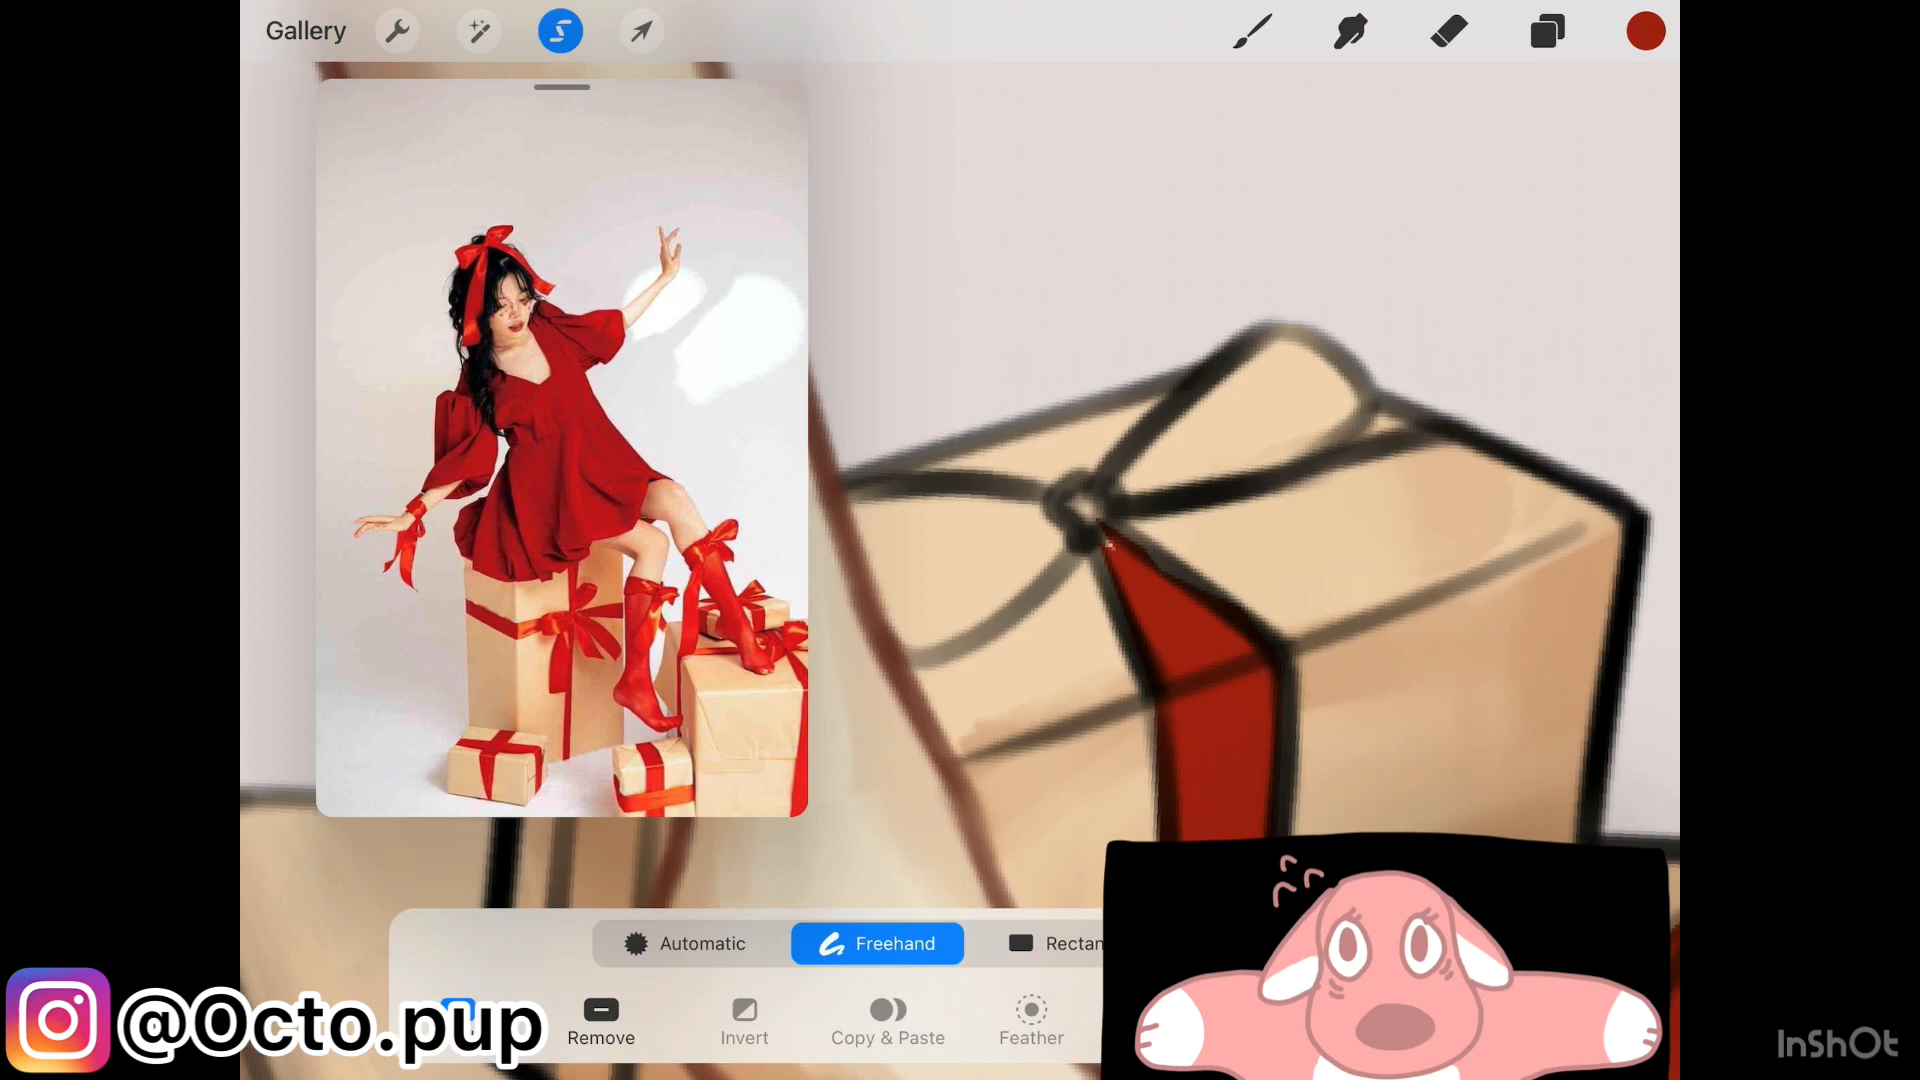 Gallery
Automatic
Freehand
Rectan
Remove
Invert
Copy & Paste
Feather
@Octo.pup
InShOt